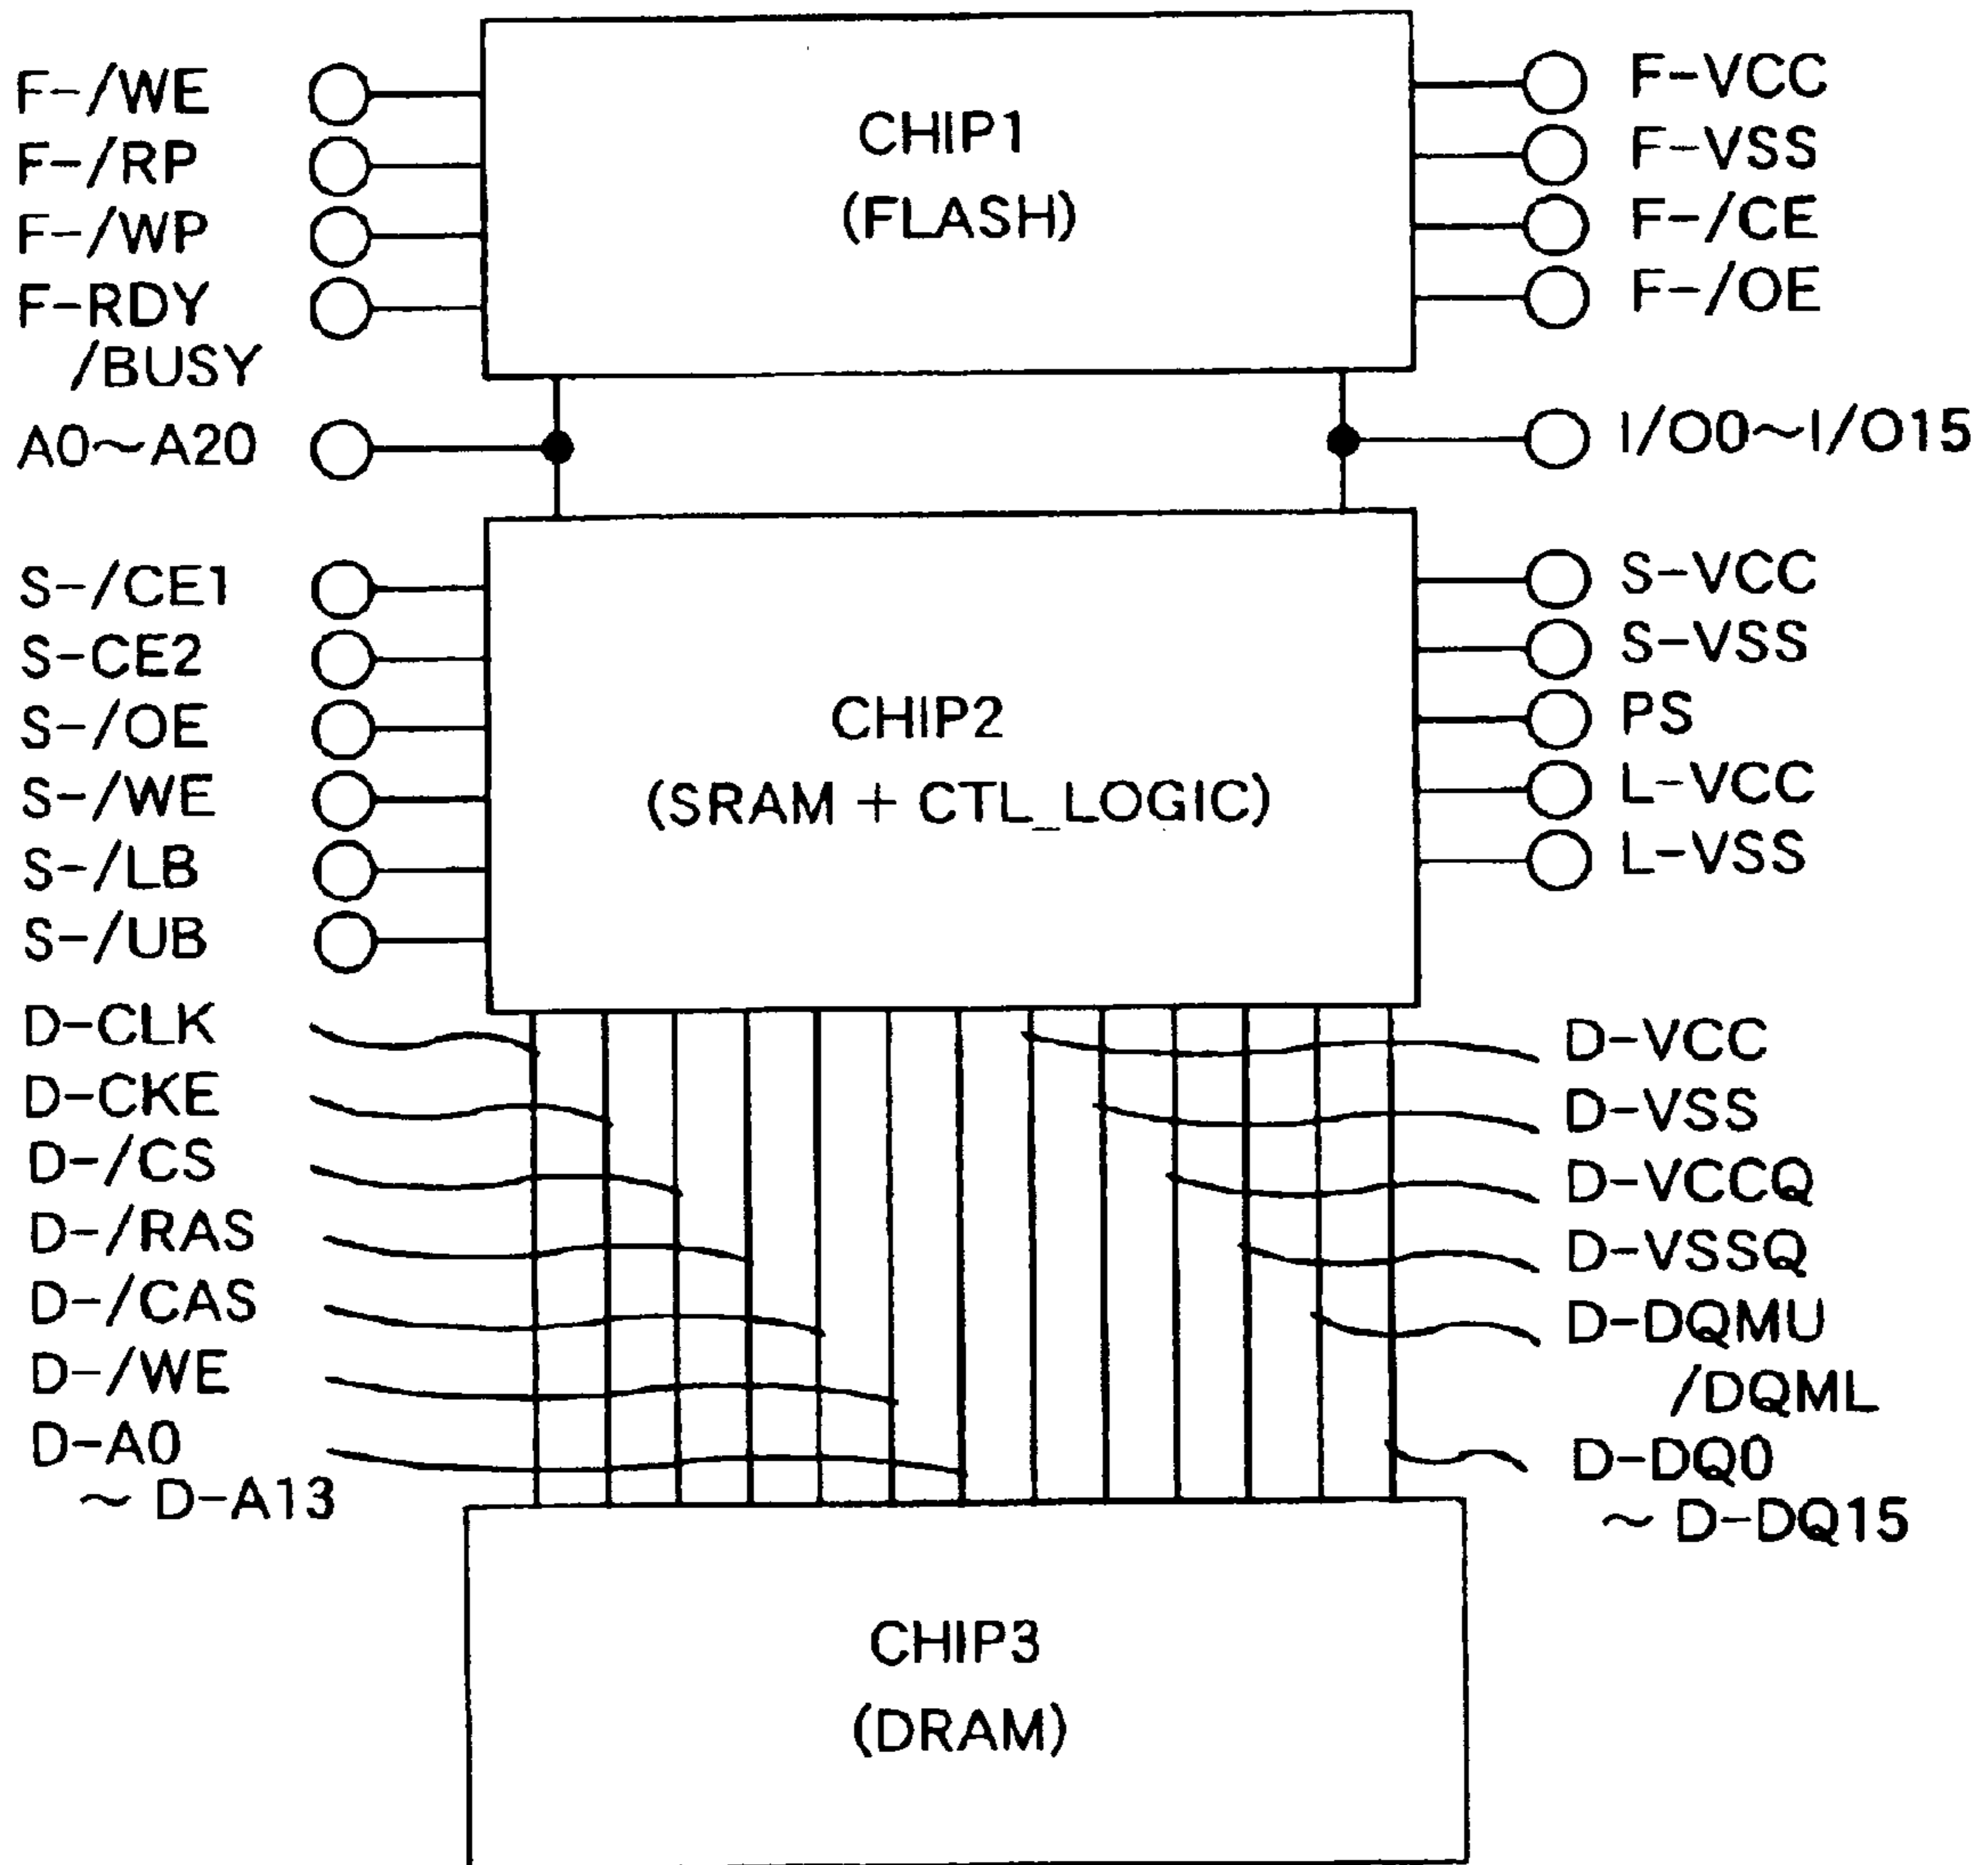 F-/WE
F-/RP
F-/WP
F-RDY
/BUSY
A0~A20
CHIP1
(FLASH)
F-VCC
F-VSS
F-/CE
F-/OE
I/O0~I/O15
S-/CE1
S-CE2
S-/OE
S-/WE
S-/LB
S-/UB
CHIP2
(SRAM + CTL_LOGIC)
S-VCC
S-VSS
PS
L-VCC
L-VSS
D-CLK
D-CKE
D-/CS
D-/RAS
D-/CAS
D-/WE
D-A0
~ D-A13
D-VCC
D-VSS
D-VCCQ
D-VSSQ
D-DQMU
/DQML
D-DQ0
~ D-DQ15
CHIP3
(DRAM)